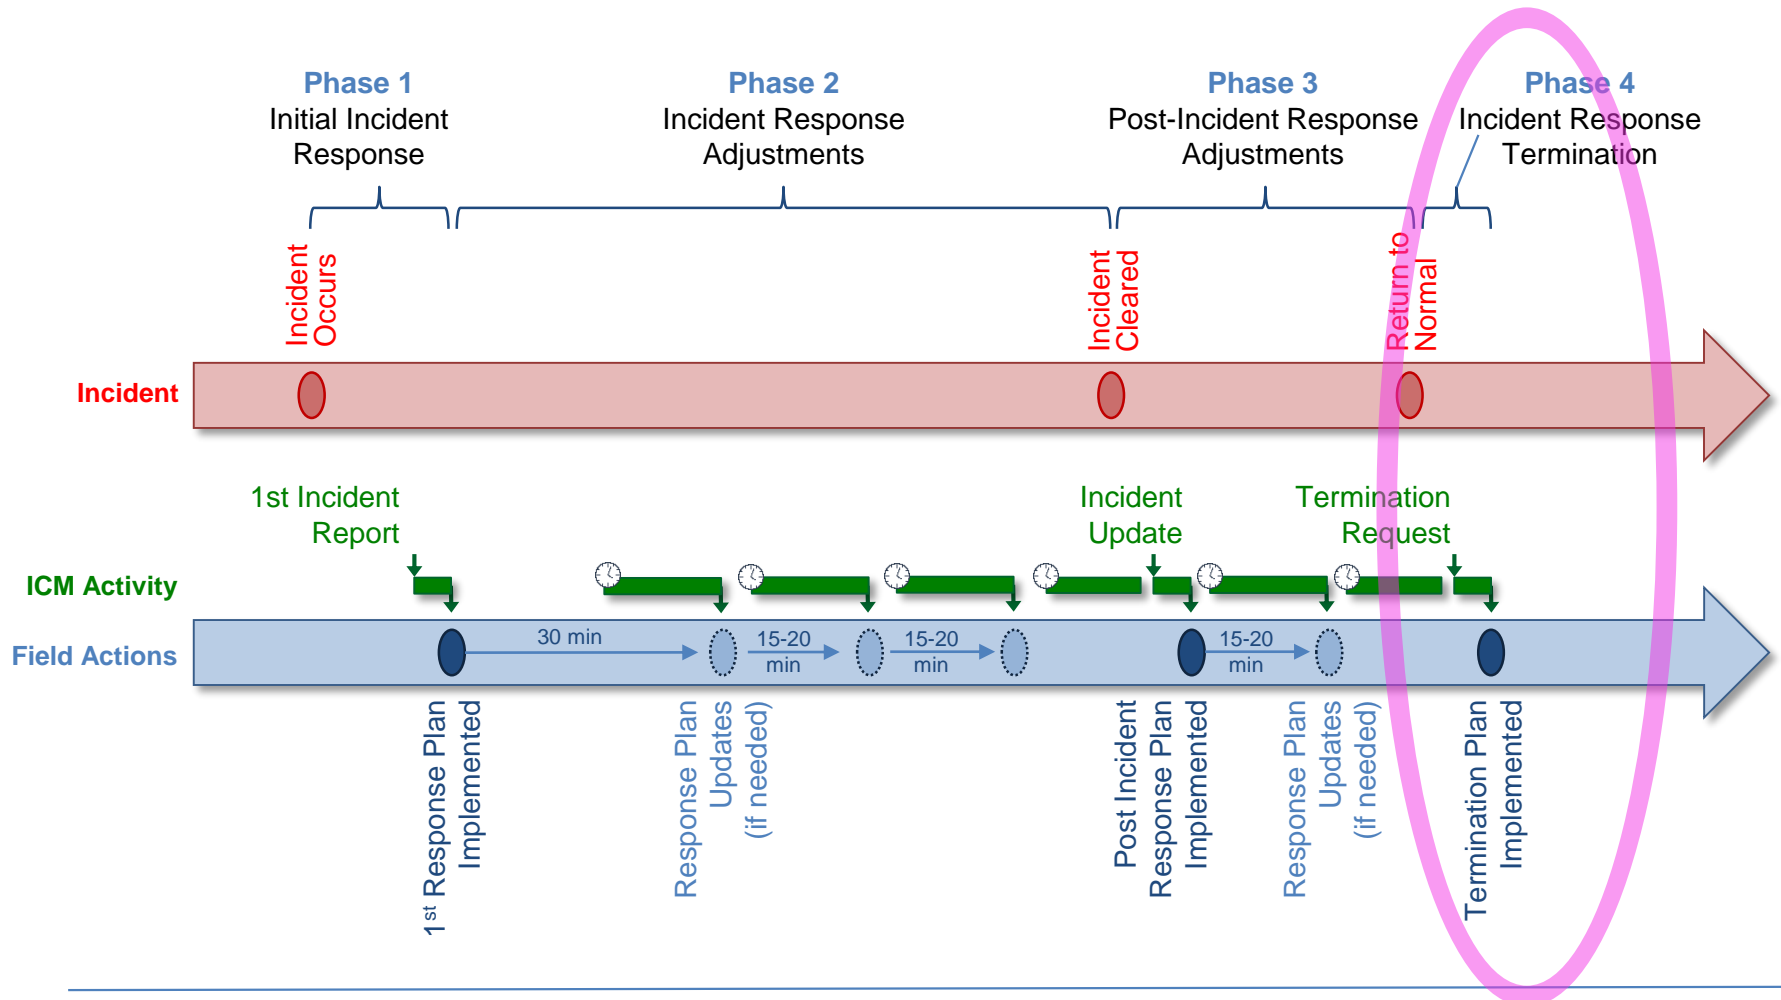 Phase 1
Initial Incident
Response
Phase 2
Incident Response
Adjustments
Phase 3
Post-Incident Response
Adjustments
Phase 4
Incident Response
Termination
Incident
Occurs
Incident
Cleared
Return to
Normal
Incident
1st Incident
Report
Incident
Update
Termination
Request
ICM Activity
Field Actions
30 min
15-20
min
15-20
min
15-20
min
1st Response Plan
Implemented
Response Plan
Updates
(if needed)
Post Incident
Response Plan
Implemented
Response Plan
Updates
(if needed)
Termination Plan
Implemented